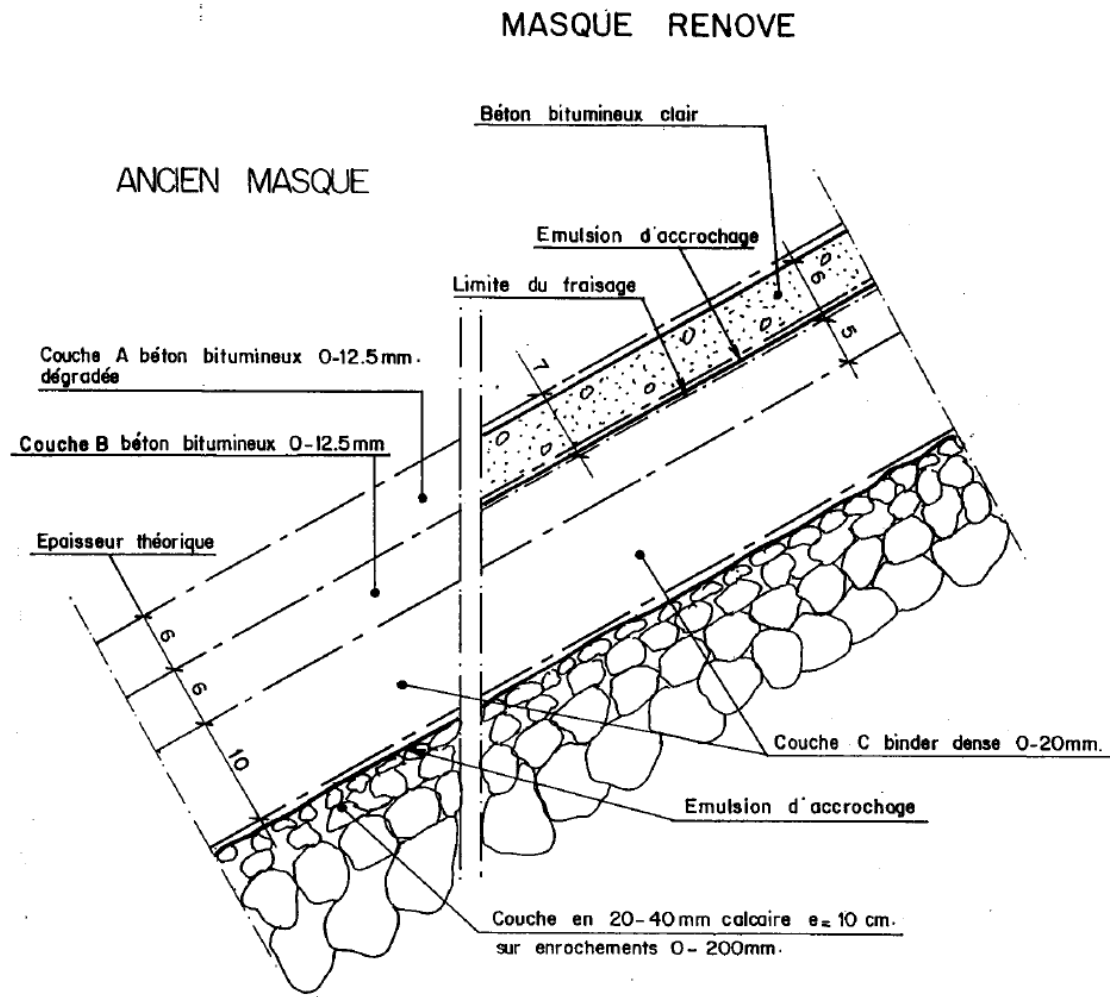 MASQUE RENOVE
Béton bitumineux clair
ANCIEN MASQUE
Emulsion d'accrochage
Limite du fraisage
6
5
7
Couche A béton bitumineux 0-12.5mm.
dégradée
Couche B béton bitumineux 0-12.5mm
Epaisseur théorique
6
6
10
Couche C binder dense 0-20mm.
Emulsion d'accrochage
Couche en 20-40mm calcaire e= 10 cm.
sur enrochements 0-200mm.